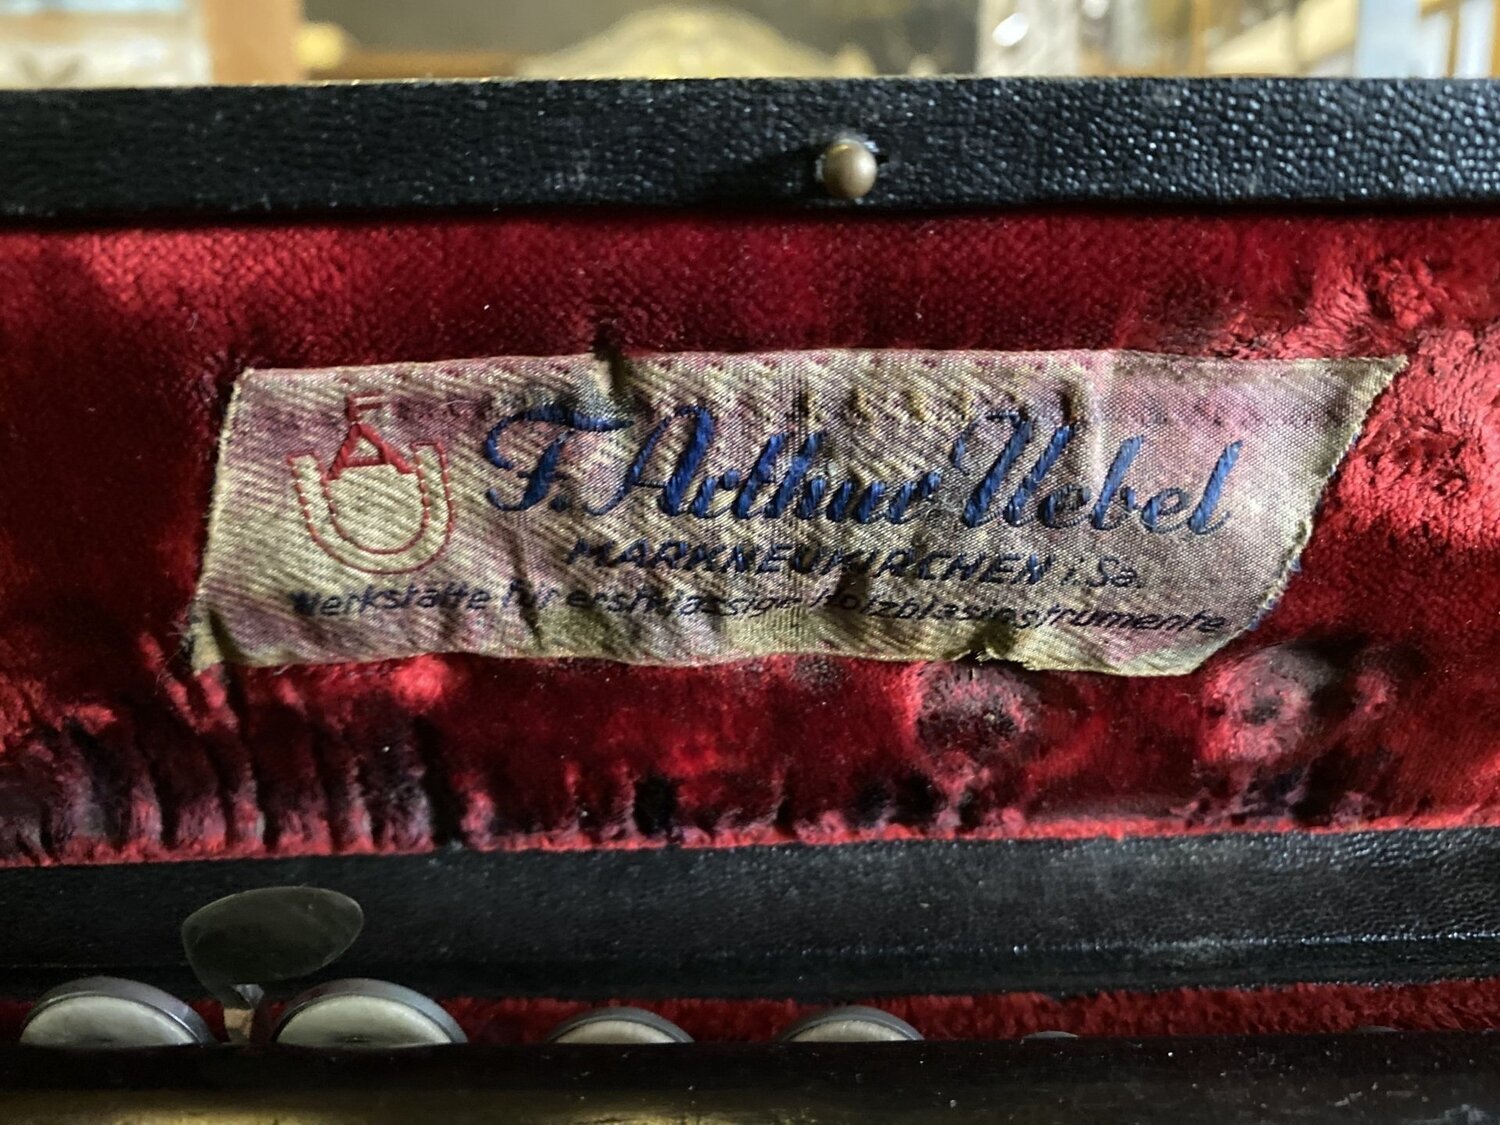 F. Arthur Uebel
MARKNEUKIRCHEN i. Sa.
Werkstätte für erstklassige Holzblasinstrumente